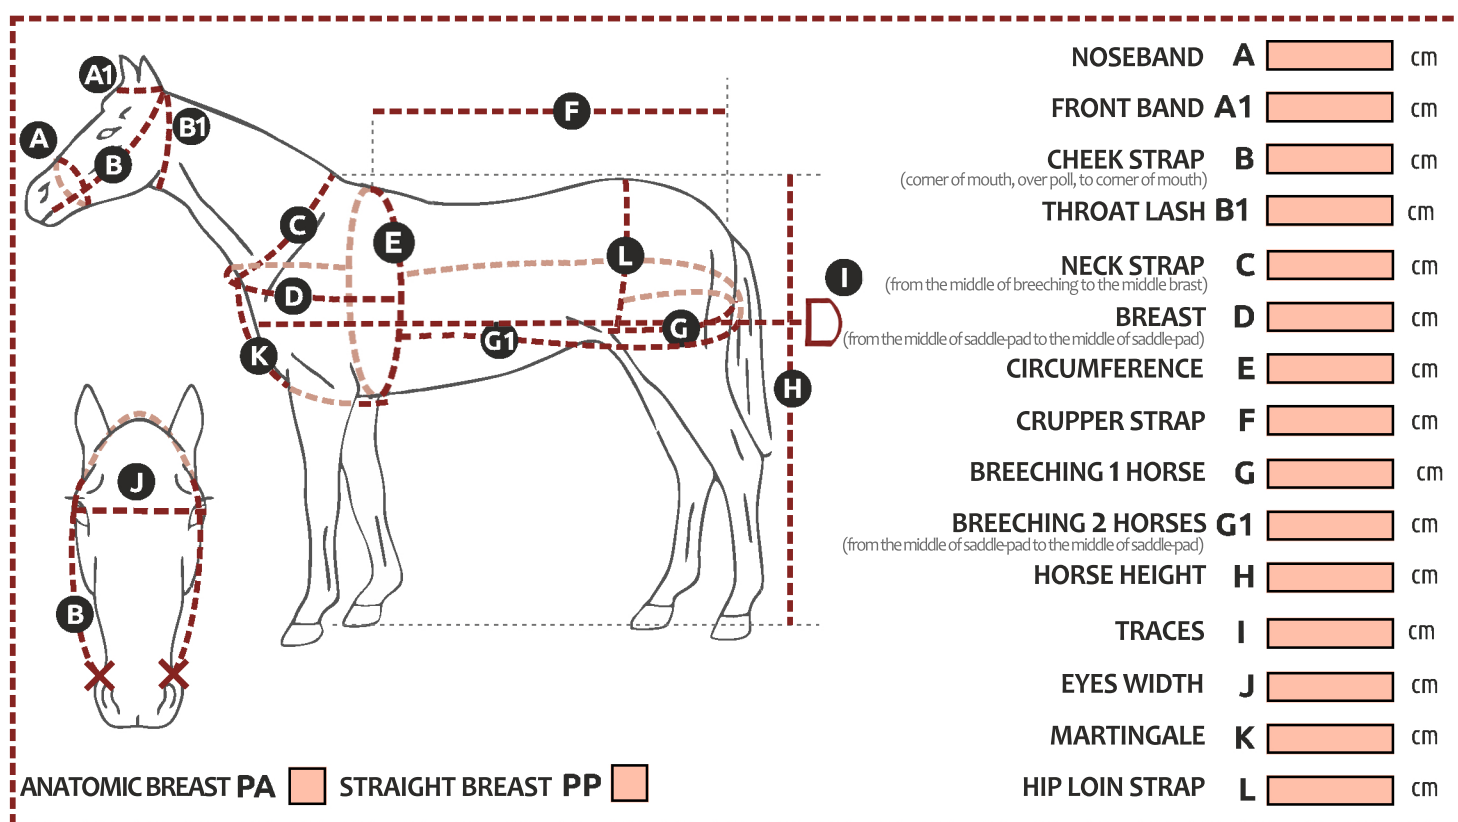 NOSEBAND A cm
FRONT BAND A1 cm
CHEEK STRAP B cm
(corner of mouth, over poll, to corner of mouth)
THROAT LASH B1 cm
NECK STRAP C cm
(from the middle of breeching to the middle brast)
BREAST D cm
(from the middle of saddle-pad to the middle of saddle-pad)
CIRCUMFERENCE E cm
CRUPPER STRAP F cm
BREECHING 1 HORSE G cm
BREECHING 2 HORSES G1 cm
(from the middle of saddle-pad to the middle of saddle-pad)
HORSE HEIGHT H cm
TRACES I cm
EYES WIDTH J cm
MARTINGALE K cm
HIP LOIN STRAP L cm
A1
A
B
B1
F
C
E
L
I
D
G
G1
K
H
J
B
ANATOMIC BREAST PA STRAIGHT BREAST PP